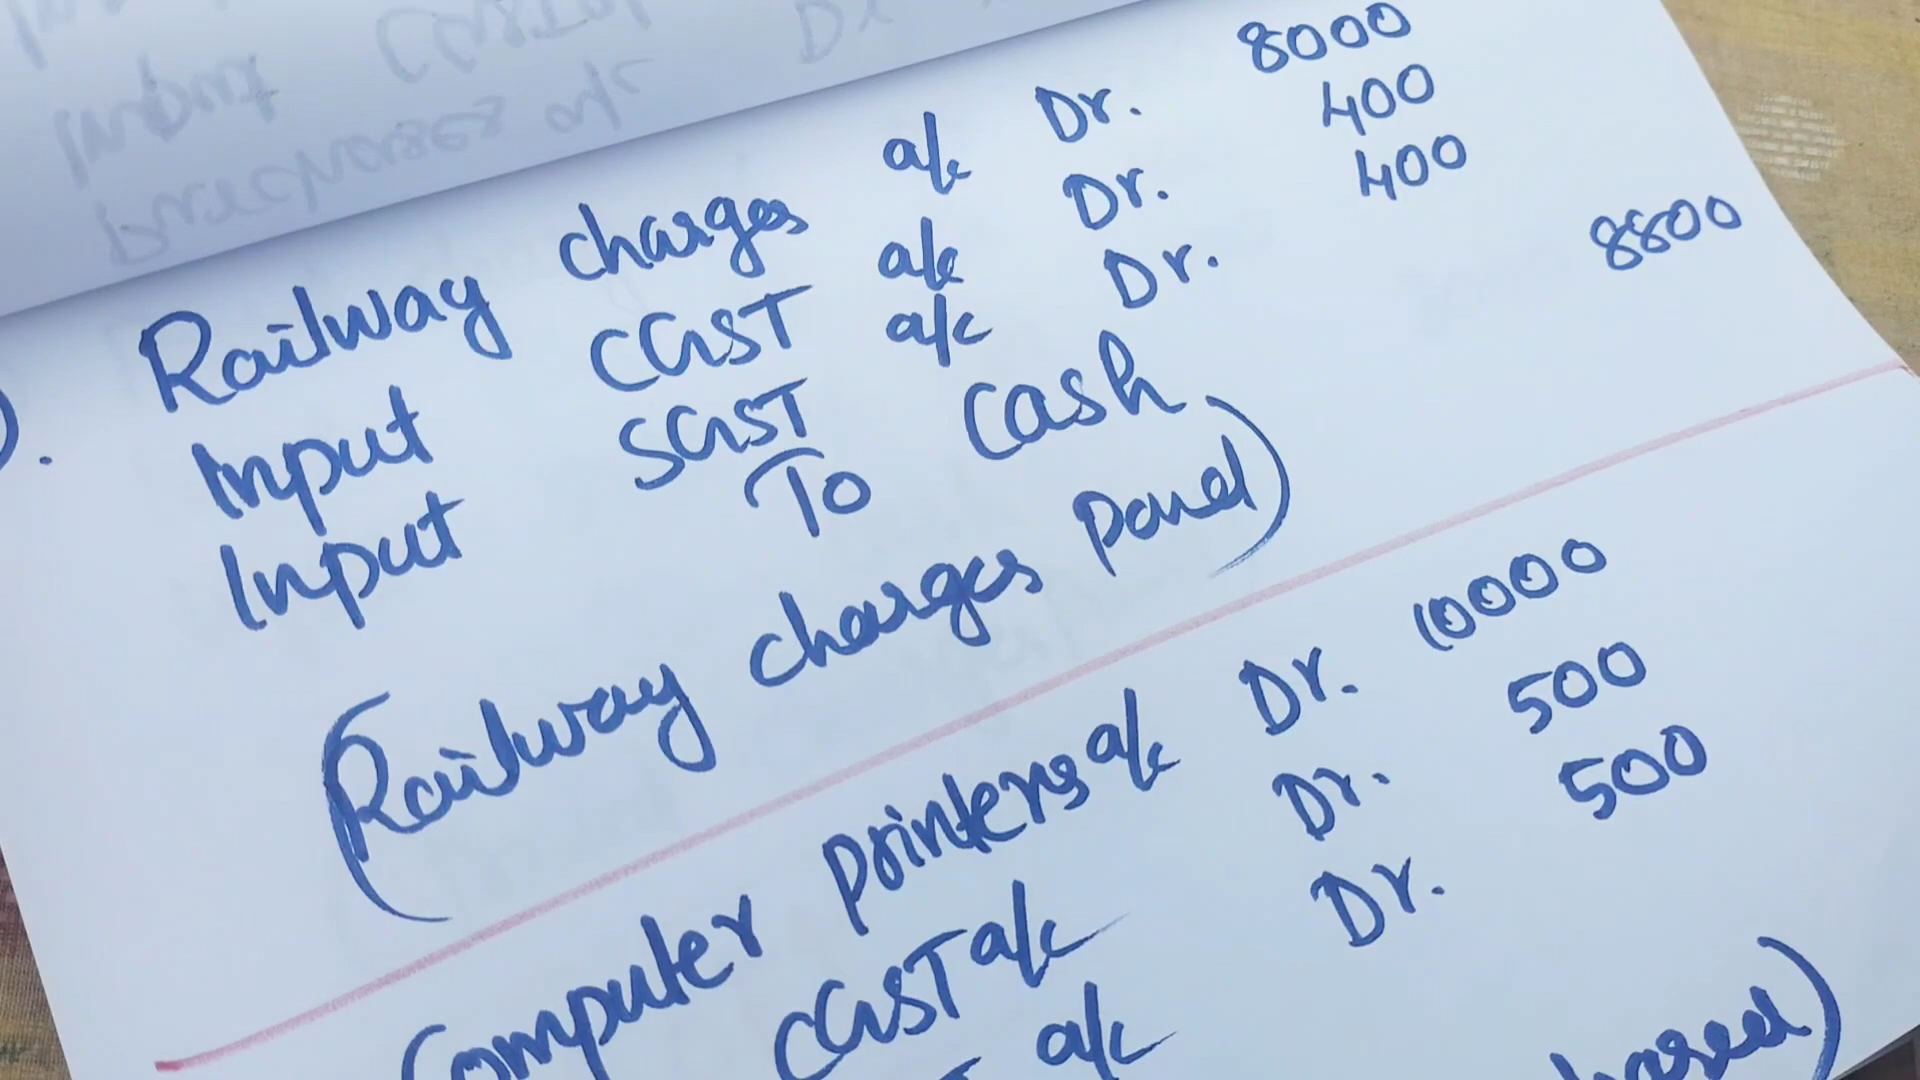 Railway charges a/c Dr. 8000
Input CGST a/c Dr. 400
Input SGST a/c Dr. 400
To Cash 8800
(Railway charges paid)
Computer printers a/c Dr. 10000
CGST a/c Dr. 500
a/c Dr. 500